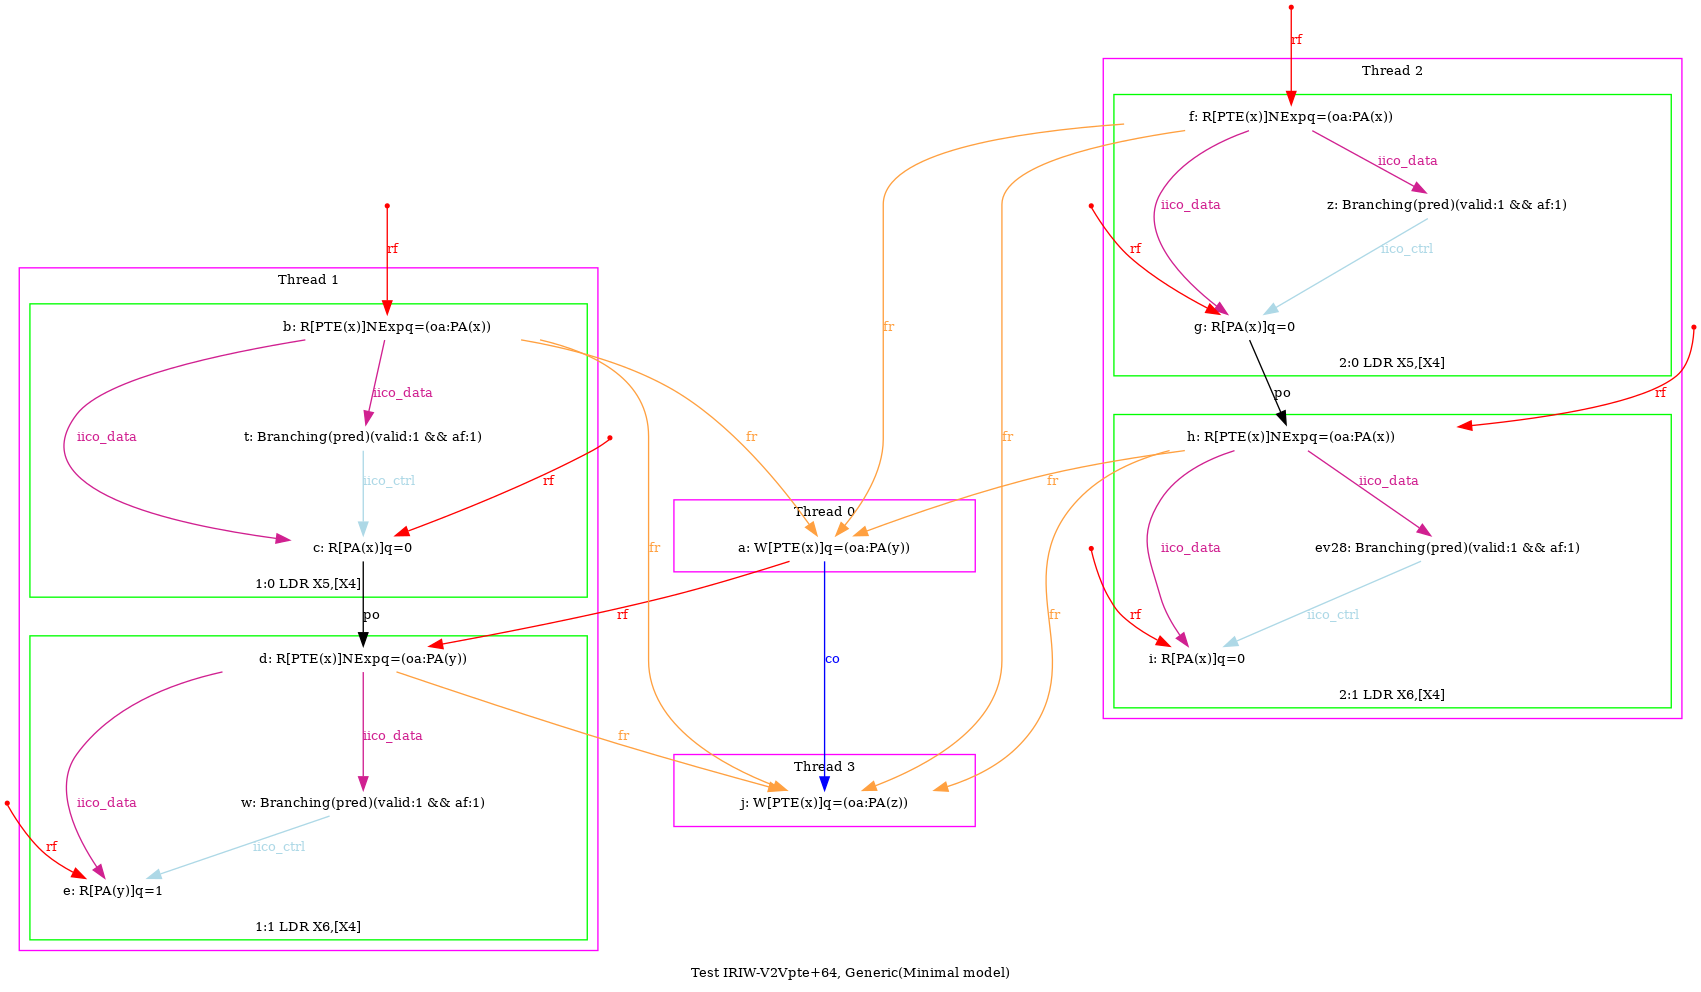 rf
Thread 2
f: R[PTE(x)]NExpq=(oa:PA(x))
iico_data
iico_data
z: Branching(pred)(valid:1 && af:1)
rf
rf
iico_ctrl
Thread 1
b: R[PTE(x)]NExpq=(oa:PA(x))
fr
g: R[PA(x)]q=0
2:0 LDR X5,[X4]
iico_data
po
rf
iico_data
t: Branching(pred)(valid:1 && af:1)
fr
fr
h: R[PTE(x)]NExpq=(oa:PA(x))
iico_ctrl
rf
fr
iico_data
Thread 0
c: R[PA(x)]q=0
fr
a: W[PTE(x)]q=(oa:PA(y))
iico_data
ev28: Branching(pred)(valid:1 && af:1)
1:0 LDR X5,[X4]
po
rf
fr
rf
iico_ctrl
d: R[PTE(x)]NExpq=(oa:PA(y))
co
i: R[PA(x)]q=0
2:1 LDR X6,[X4]
iico_data
fr
Thread 3
iico_data
w: Branching(pred)(valid:1 && af:1)
j: W[PTE(x)]q=(oa:PA(z))
rf
iico_ctrl
e: R[PA(y)]q=1
1:1 LDR X6,[X4]
Test IRIW-V2Vpte+64, Generic(Minimal model)